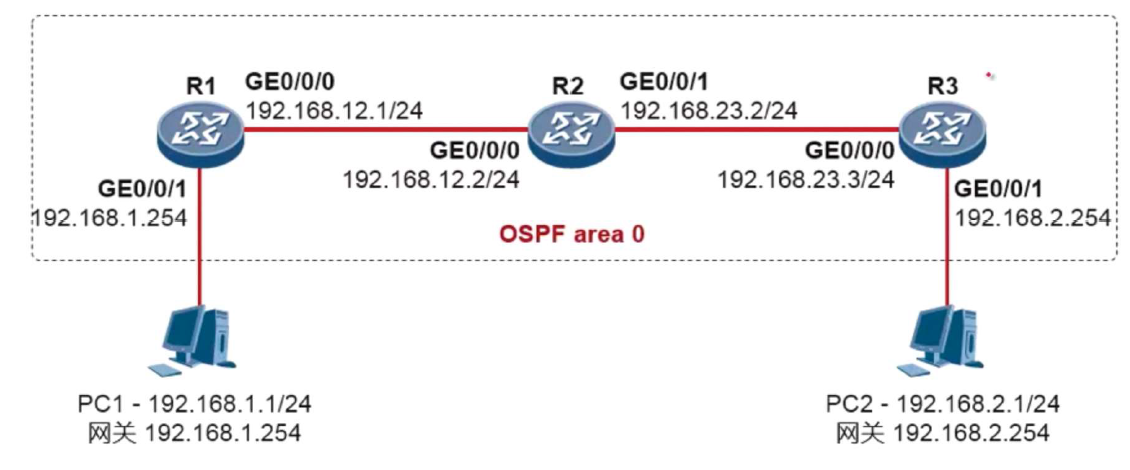 R1
GE0/0/0
192.168.12.1/24
R2
GE0/0/1
192.168.23.2/24
R3
GE0/0/0
192.168.12.2/24
GE0/0/0
192.168.23.3/24
GE0/0/1
192.168.1.254
GE0/0/1
192.168.2.254
OSPF area 0
PC1 - 192.168.1.1/24
网关 192.168.1.254
PC2 - 192.168.2.1/24
网关 192.168.2.254